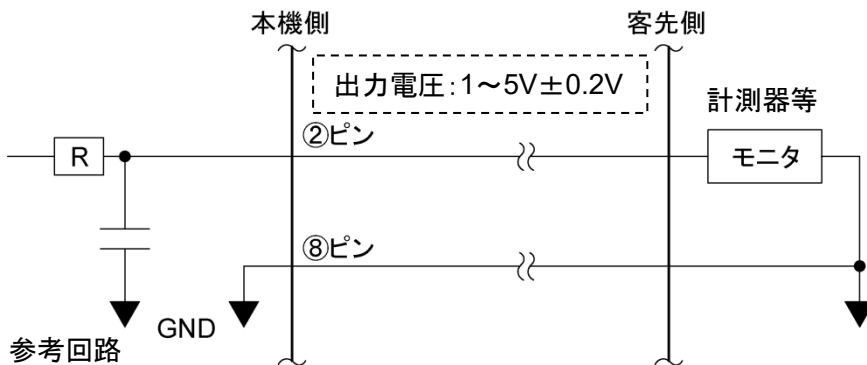 本機側
客先側
出力電圧：1～5V±0.2V
計測器等
②ピン
R
モニタ
⑧ピン
GND
参考回路